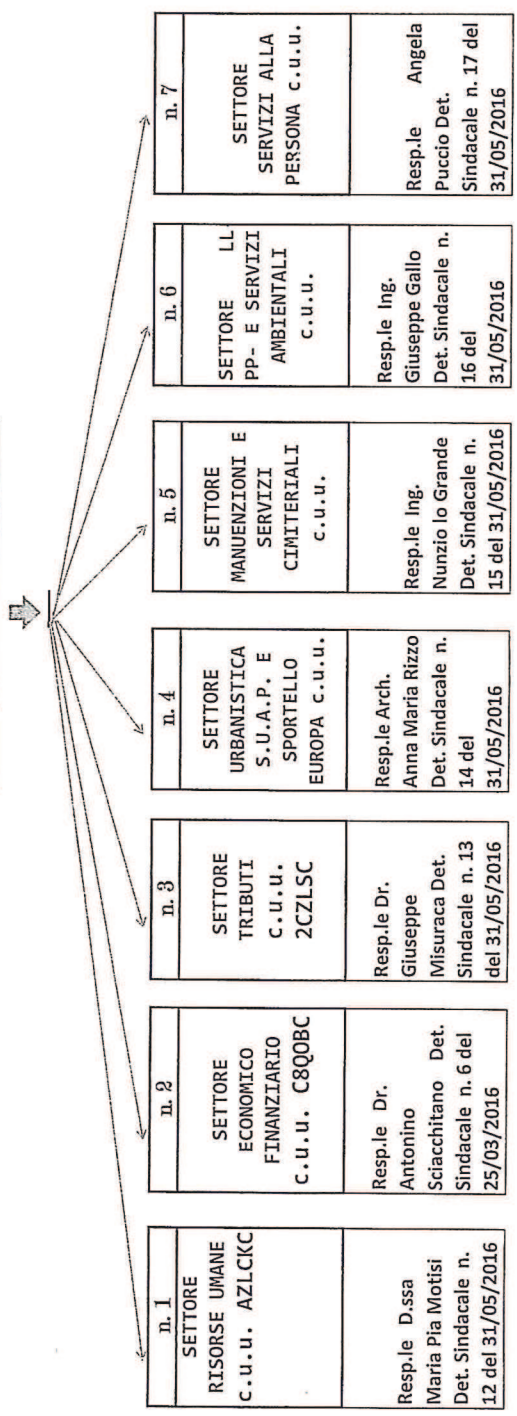 n. 1
SETTORE
RISORSE UMANE
c.u.u. AZLCKC
Resp.le D.ssa
Maria Pia Motisi
Det. Sindacale n.
12 del 31/05/2016
n. 2
SETTORE
ECONOMICO
FINANZIARIO
c.u.u. C8QOBC
Resp.le Dr.
Antonino
Sciacchitano Det.
Sindacale n. 6 del
25/03/2016
n. 3
SETTORE
TRIBUTI
c.u.u.
2CZLSC
Resp.le Dr.
Giuseppe
Misuraca Det.
Sindacale n. 13
del 31/05/2016
n. 4
SETTORE
URBANISTICA
S.U.A.P. E
SPORTELLO
EUROPA c.u.u.
Resp.le Arch.
Anna Maria Rizzo
Det. Sindacale n.
14 del
31/05/2016
n. 5
SETTORE
MANUENZIONI E
SERVIZI
CIMITERIALI
c.u.u.
Resp.le Ing.
Nunzio lo Grande
Det. Sindacale n.
15 del 31/05/2016
n. 6
SETTORE LL
PP- E SERVIZI
AMBIENTALI
c.u.u.
Resp.le Ing.
Giuseppe Gallo
Det. Sindacale n.
16 del
31/05/2016
n. 7
SETTORE
SERVIZI ALLA
PERSONA c.u.u.
Resp.le Angela
Puccio Det.
Sindacale n. 17 del
31/05/2016